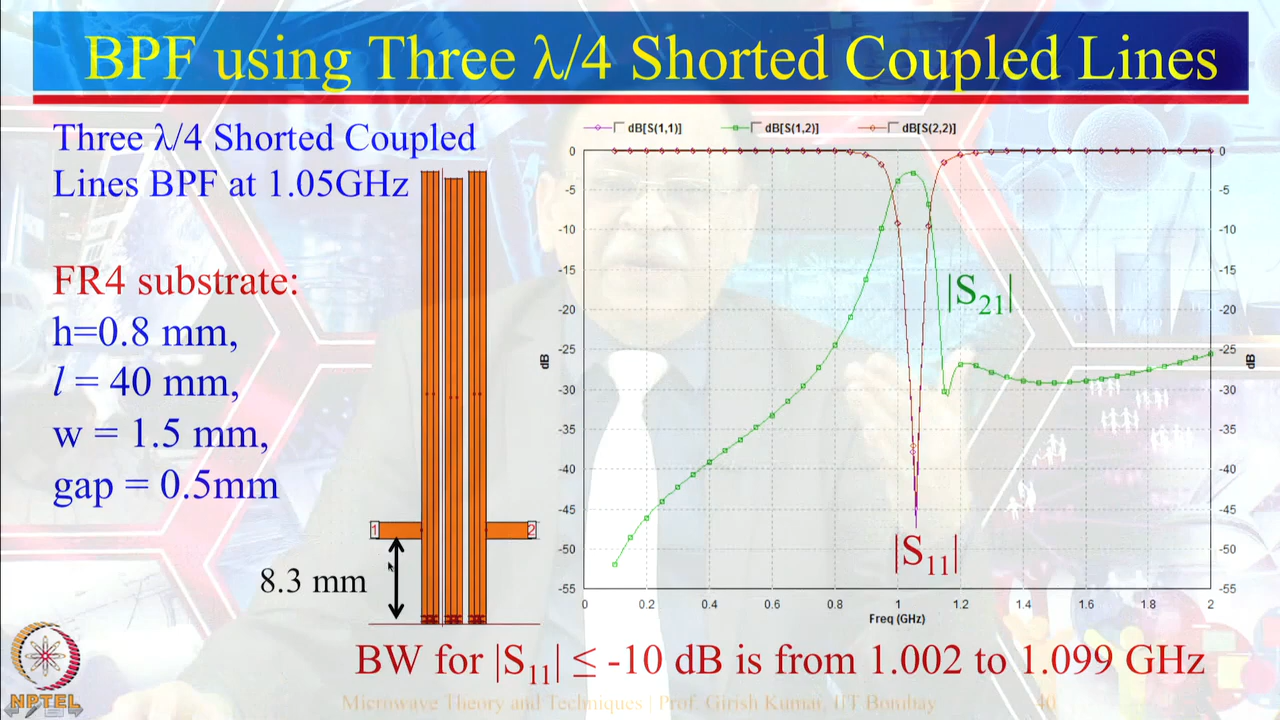 BPF using Three λ/4 Shorted Coupled Lines
Three λ/4 Shorted Coupled
Lines BPF at 1.05GHz
FR4 substrate:
h=0.8 mm,
l = 40 mm,
w = 1.5 mm,
gap = 0.5mm
1
2
8.3 mm
dB[S(1,1)] dB[S(1,2)] dB[S(2,2)]
0
-5
-10
-15
-20
-25
-30
-35
-40
-45
-50
-55
dB
0
-5
-10
-15
-20
-25
-30
-35
-40
-45
-50
-55
dB
0 0.2 0.4 0.6 0.8 1 1.2 1.4 1.6 1.8 2
Freq (GHz)
|S21|
|S11|
BW for |S11| ≤ -10 dB is from 1.002 to 1.099 GHz
NPTEL
Microwave Theory and Techniques | Prof. Girish Kumar, IIT Bombay
40